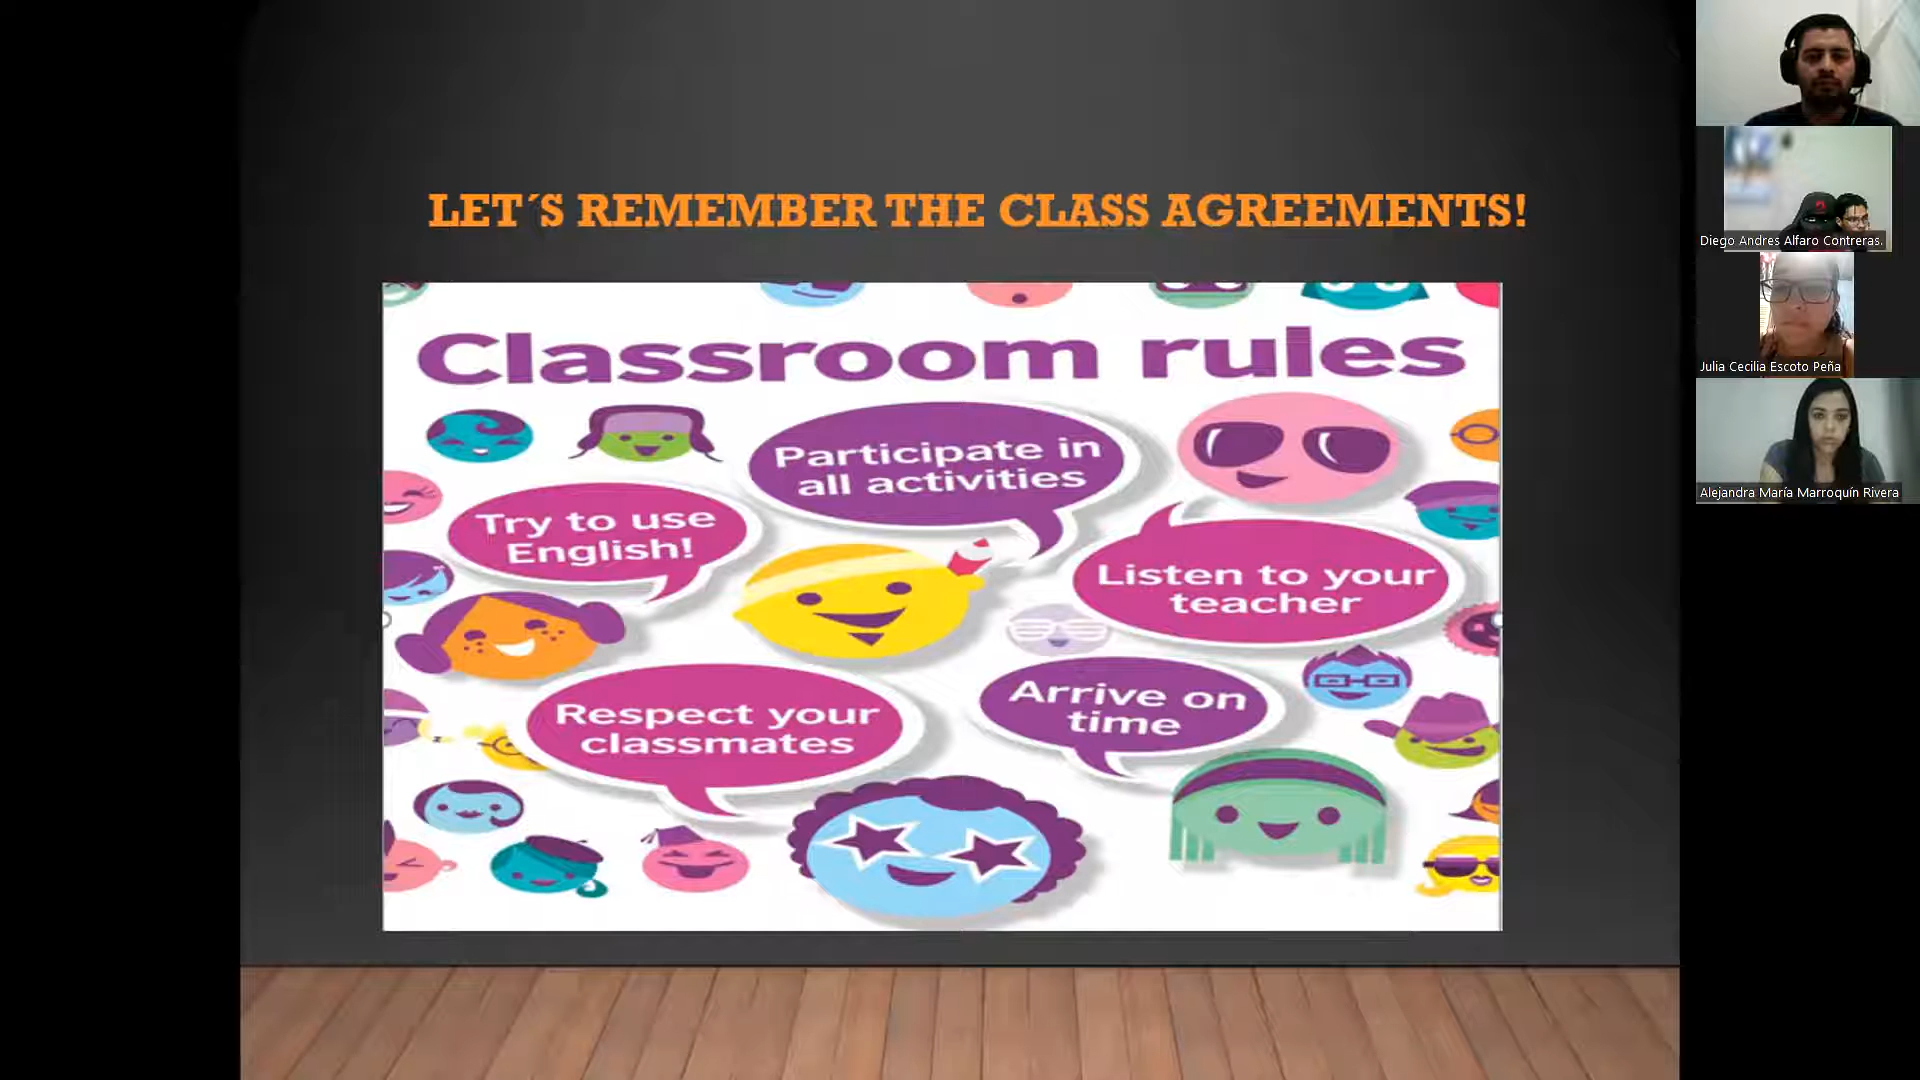 LET´S REMEMBER THE CLASS AGREEMENTS!
Classroom rules
Participate in
all activities
Try to use
English!
Listen to your
teacher
Respect your
classmates
Arrive on
time
Diego Andres Alfaro Contreras.
Julia Cecilia Escoto Peña
Alejandra María Marroquín Rivera